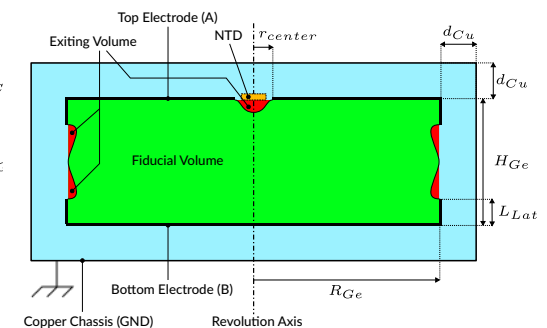 Top Electrode (A)
Exiting Volume
NTD
r_center
d_Cu
d_Cu
Fiducial Volume
H_Ge
L_Lat
Bottom Electrode (B)
R_Ge
Copper Chassis (GND)
Revolution Axis